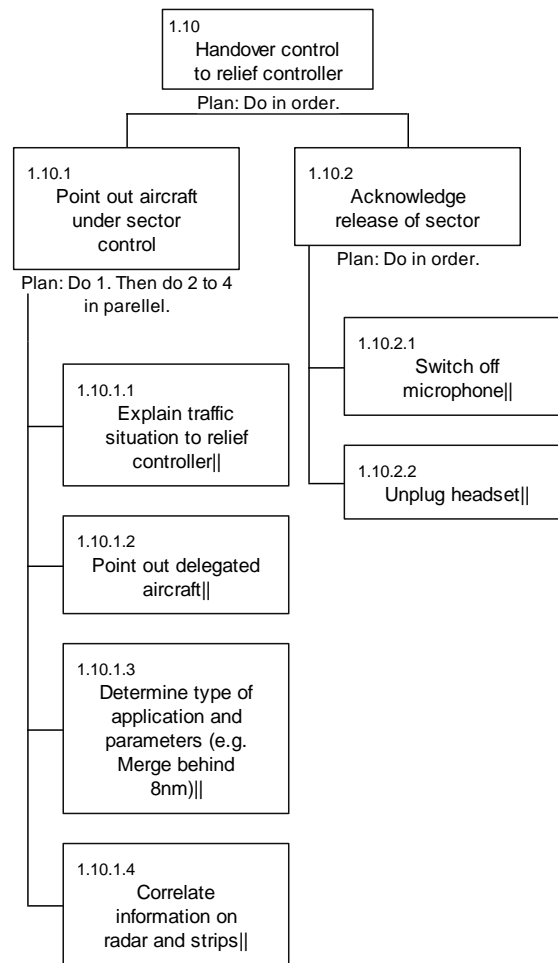 1.10
Handover control
to relief controller
Plan: Do in order.
1.10.1
Point out aircraft
under sector
control
Plan: Do 1. Then do 2 to 4
in parellel.
1.10.1.1
Explain traffic
situation to relief
controller||
1.10.1.2
Point out delegated
aircraft||
1.10.1.3
Determine type of
application and
parameters (e.g.
Merge behind
8nm)||
1.10.1.4
Correlate
information on
radar and strips||
1.10.2
Acknowledge
release of sector
Plan: Do in order.
1.10.2.1
Switch off
microphone||
1.10.2.2
Unplug headset||